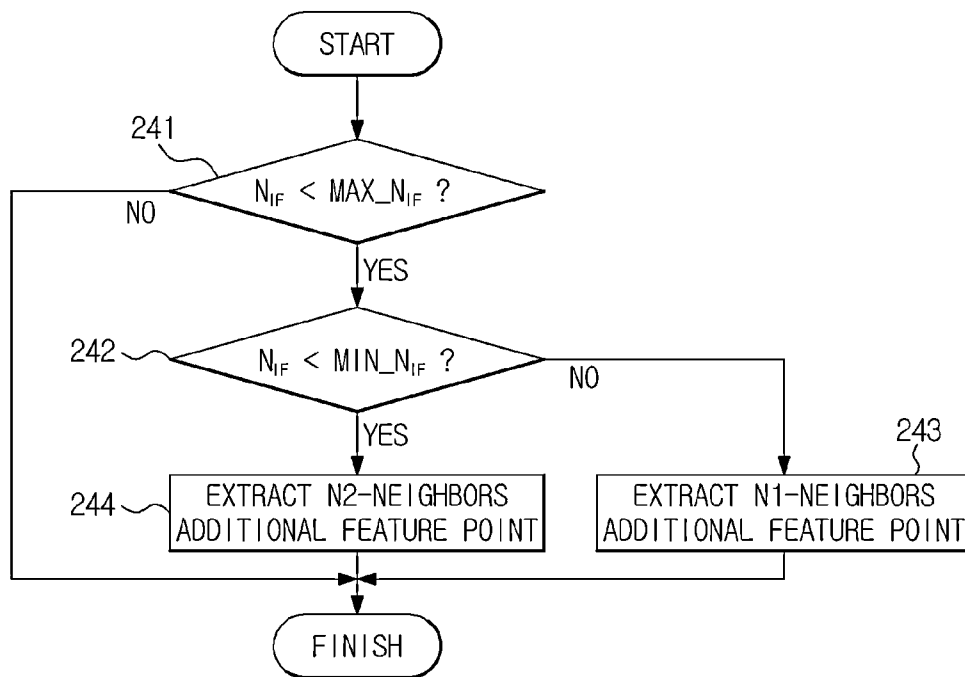 START
241
N_IF < MAX_N_IF ?
NO
YES
242
N_IF < MIN_N_IF ?
NO
YES
243
244
EXTRACT N2-NEIGHBORS
ADDITIONAL FEATURE POINT
EXTRACT N1-NEIGHBORS
ADDITIONAL FEATURE POINT
FINISH